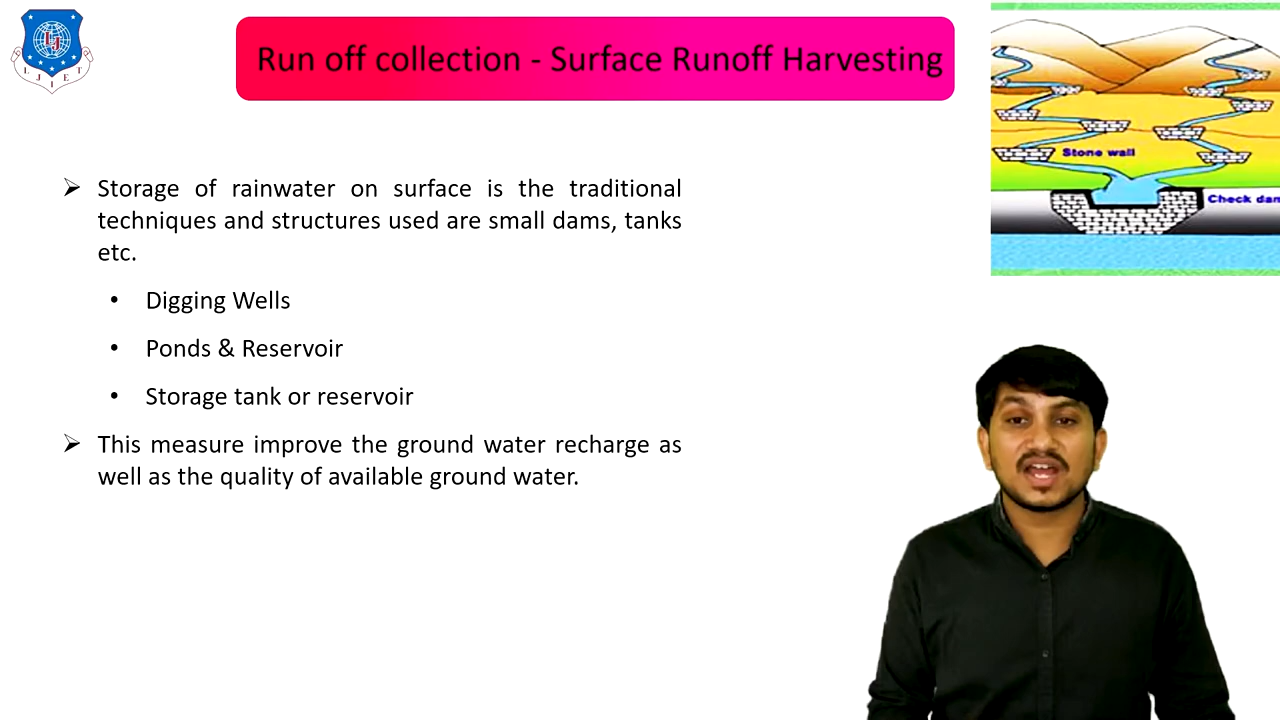 Run off collection - Surface Runoff Harvesting
L J I E T
Storage of rainwater on surface is the traditional
techniques and structures used are small dams, tanks
etc.
• Digging Wells
• Ponds & Reservoir
• Storage tank or reservoir
This measure improve the ground water recharge as
well as the quality of available ground water.
Stone wall
Check dam